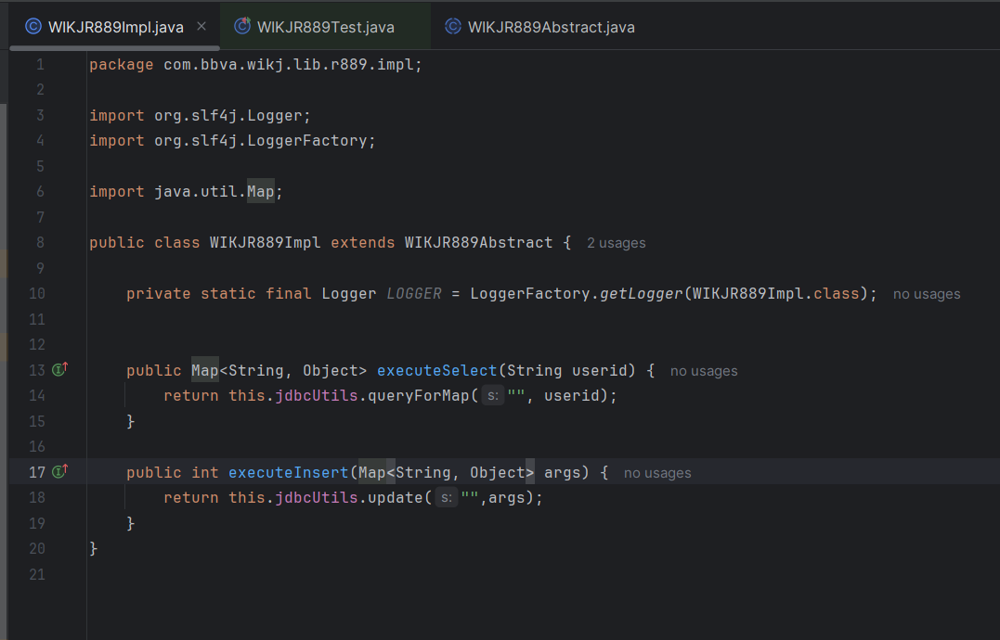 WIKJR889Impl.java × WIKJR889Test.java WIKJR889Abstract.java
1 package com.bbva.wikj.lib.r889.impl;
2
3 import org.slf4j.Logger;
4 import org.slf4j.LoggerFactory;
5
6 import java.util.Map;
7
8 public class WIKJR889Impl extends WIKJR889Abstract { 2 usages
9
10 private static final Logger LOGGER = LoggerFactory.getLogger(WIKJR889Impl.class); no usages
11
12
13 public Map<String, Object> executeSelect(String userid) { no usages
14 return this.jdbcUtils.queryForMap( s: "", userid);
15 }
16
17 public int executeInsert(Map<String, Object> args) { no usages
18 return this.jdbcUtils.update( s: "",args);
19 }
20 }
21